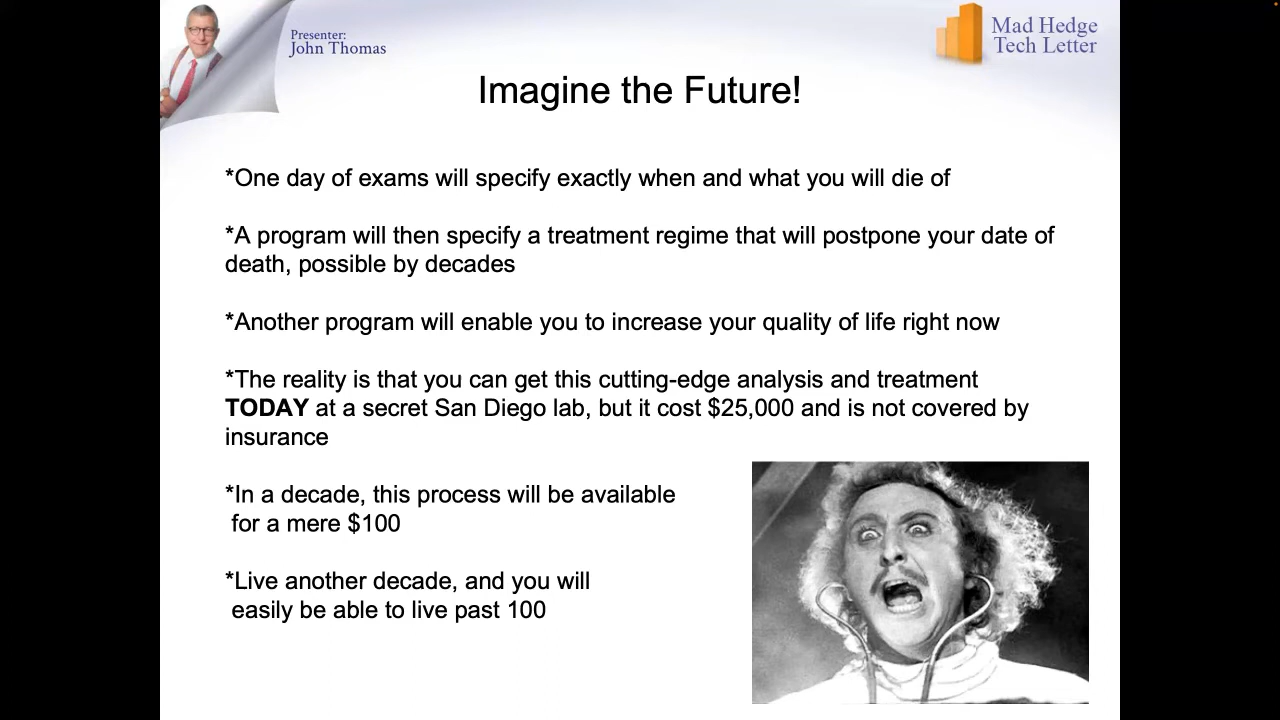 Presenter:
John Thomas
Mad Hedge
Tech Letter
Imagine the Future!
*One day of exams will specify exactly when and what you will die of
*A program will then specify a treatment regime that will postpone your date of
death, possible by decades
*Another program will enable you to increase your quality of life right now
*The reality is that you can get this cutting-edge analysis and treatment
TODAY at a secret San Diego lab, but it cost $25,000 and is not covered by
insurance
*In a decade, this process will be available
for a mere $100
*Live another decade, and you will
easily be able to live past 100